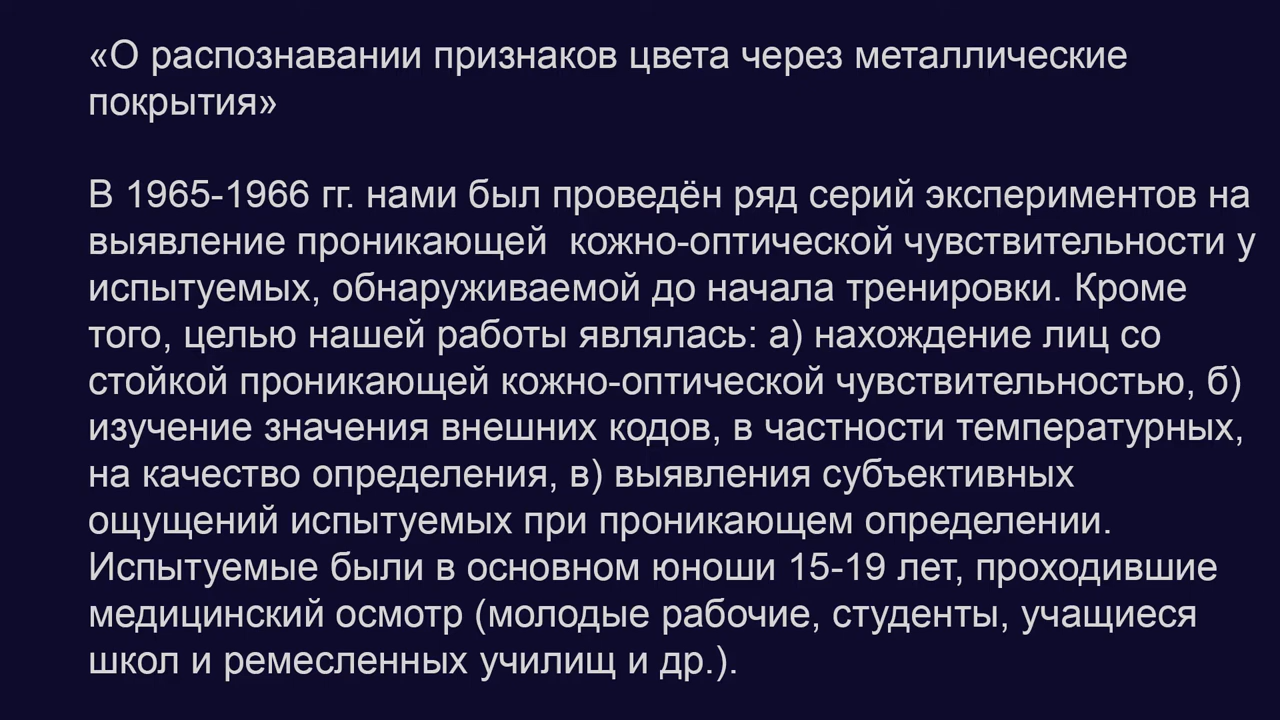 «О распознавании признаков цвета через металлические
покрытия»
В 1965-1966 гг. нами был проведён ряд серий экспериментов на
выявление проникающей  кожно-оптической чувствительности у
испытуемых, обнаруживаемой до начала тренировки. Кроме
того, целью нашей работы являлась: а) нахождение лиц со
стойкой проникающей кожно-оптической чувствительностью, б)
изучение значения внешних кодов, в частности температурных,
на качество определения, в) выявления субъективных
ощущений испытуемых при проникающем определении.
Испытуемые были в основном юноши 15-19 лет, проходившие
медицинский осмотр (молодые рабочие, студенты, учащиеся
школ и ремесленных училищ и др.).